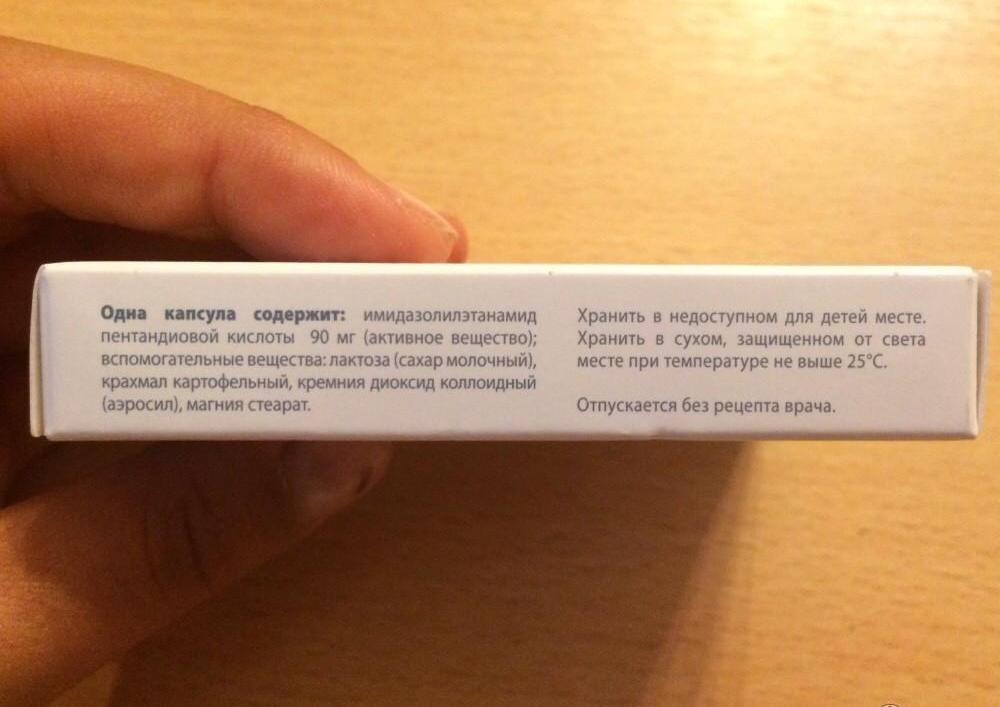 Одна капсула содержит: имидазолилэтанамид
пентандиовой кислоты 90 мг (активное вещество);
вспомогательные вещества: лактоза (сахар молочный),
крахмал картофельный, кремния диоксид коллоидный
(аэросил), магния стеарат.
Хранить в недоступном для детей месте.
Хранить в сухом, защищенном от света
месте при температуре не выше 25°С.
Отпускается без рецепта врача.